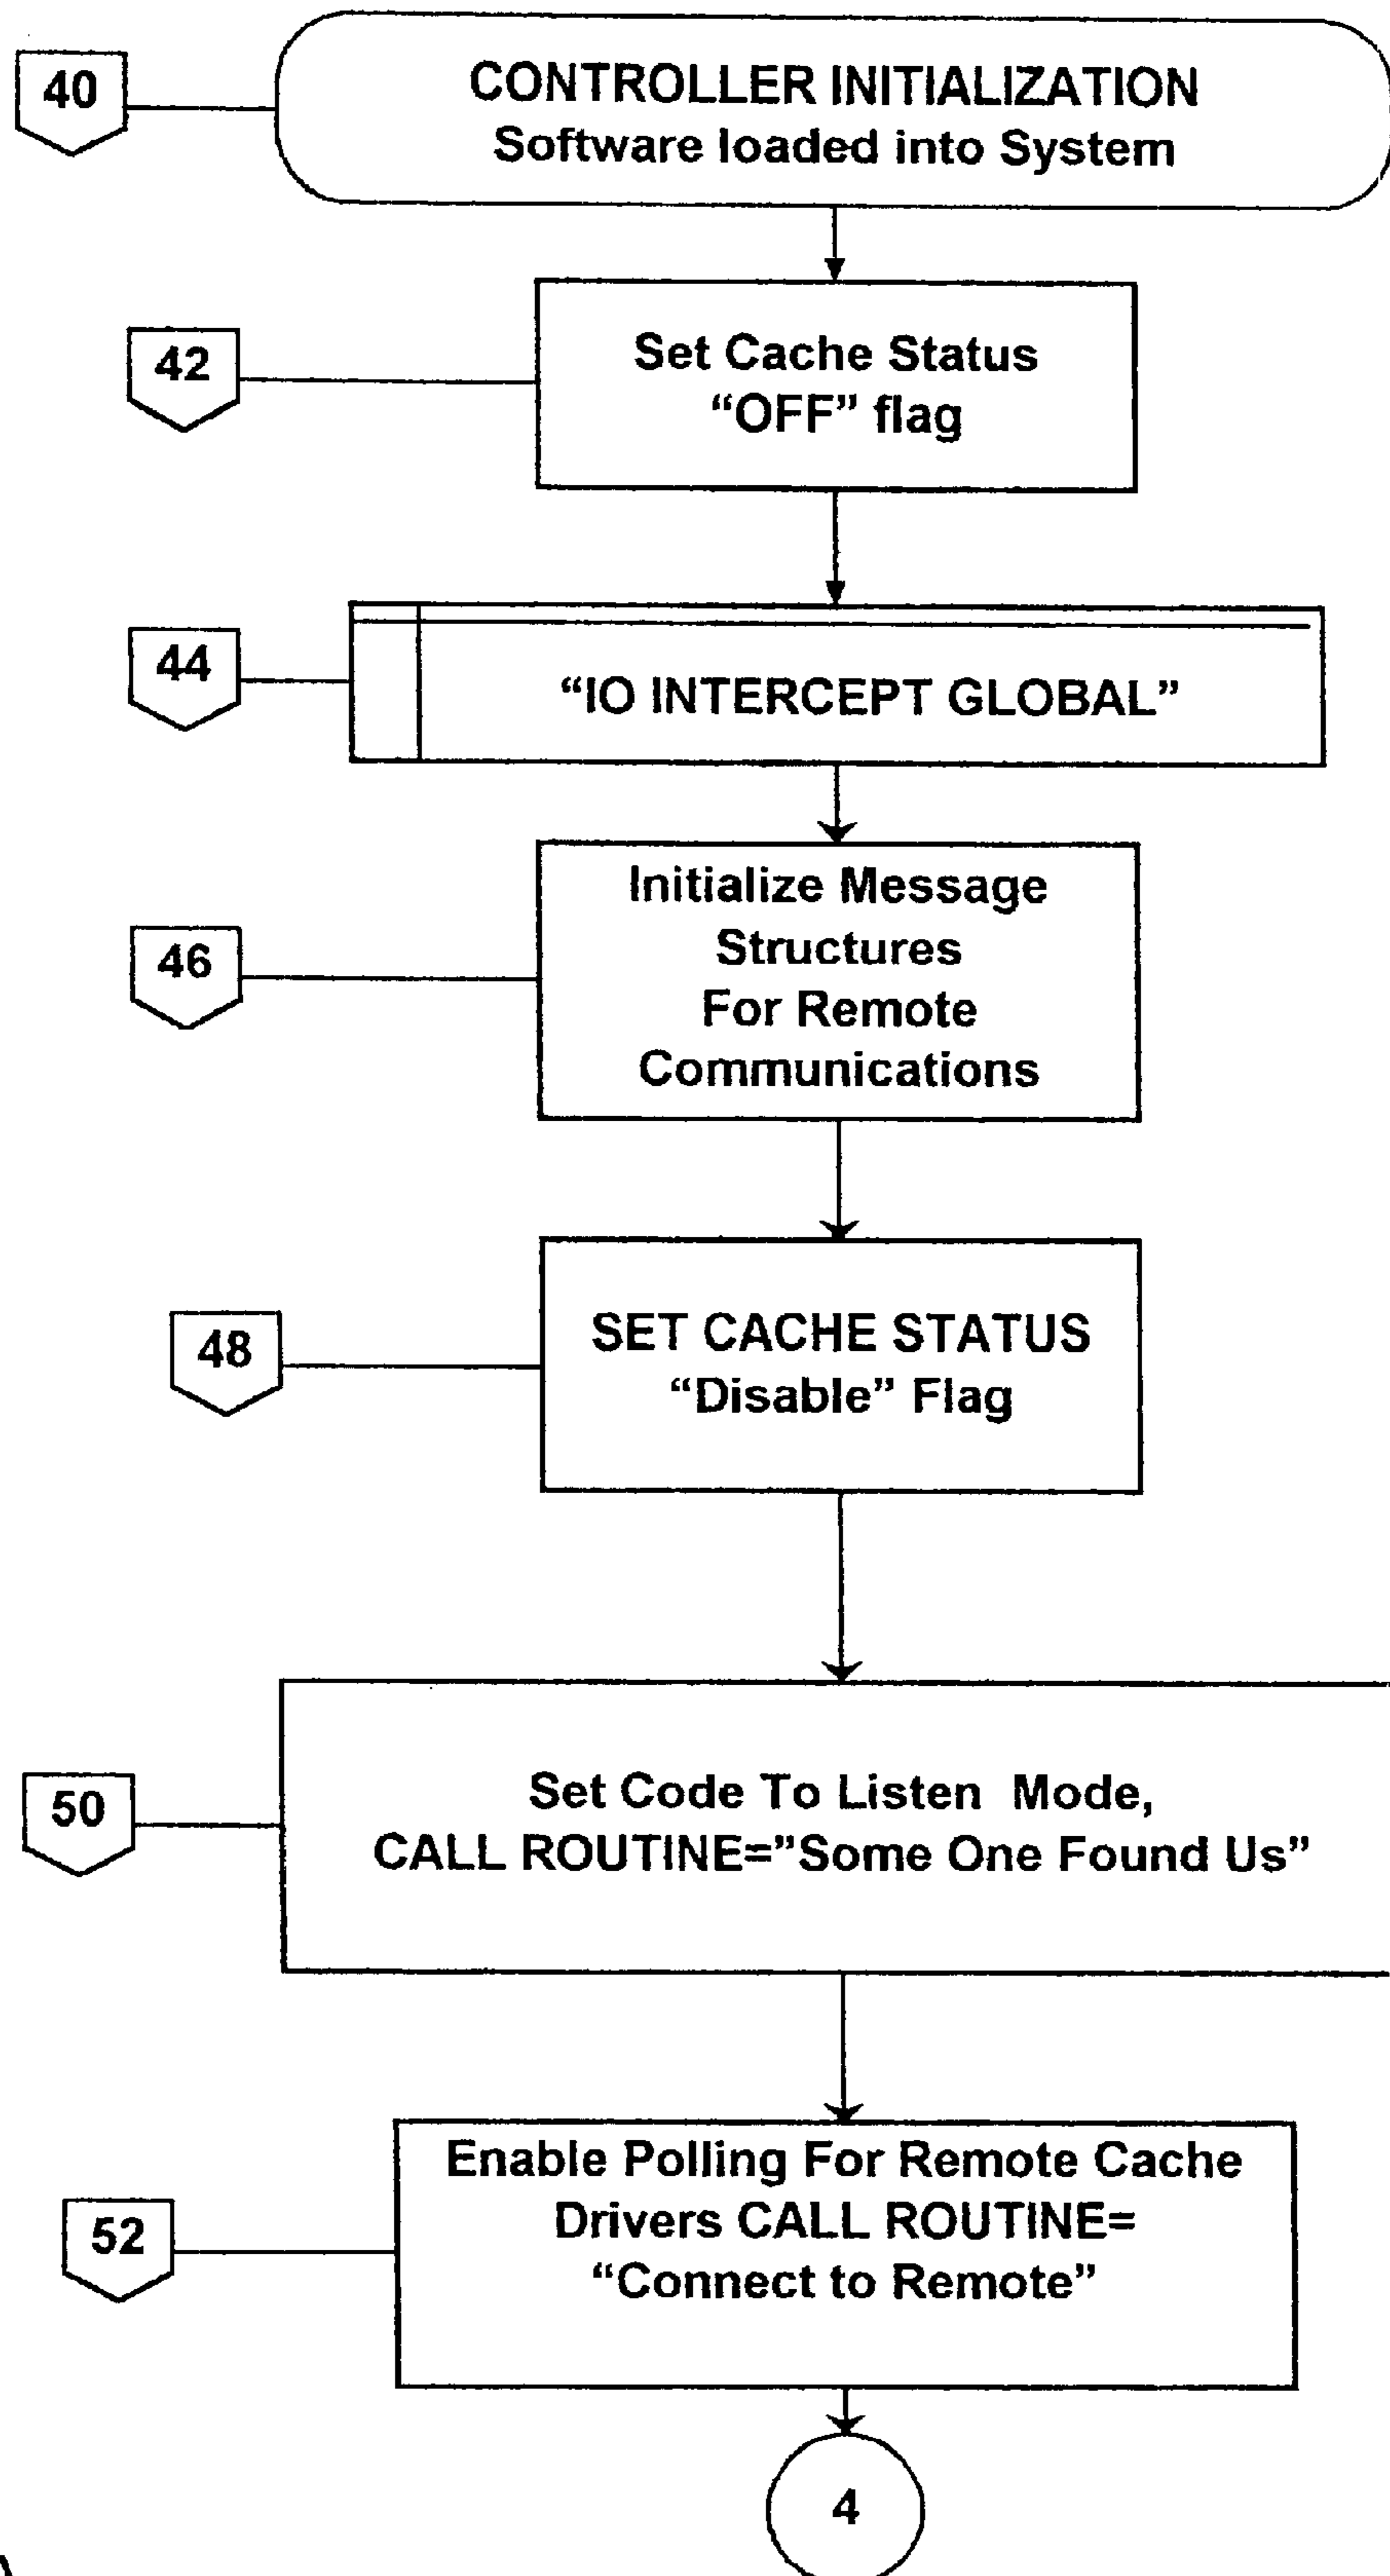 40
CONTROLLER INITIALIZATION
Software loaded into System
42
Set Cache Status
“OFF” flag
44
“IO INTERCEPT GLOBAL”
46
Initialize Message
Structures
For Remote
Communications
48
SET CACHE STATUS
“Disable” Flag
50
Set Code To Listen Mode,
CALL ROUTINE=”Some One Found Us”
52
Enable Polling For Remote Cache
Drivers CALL ROUTINE=
“Connect to Remote”
4